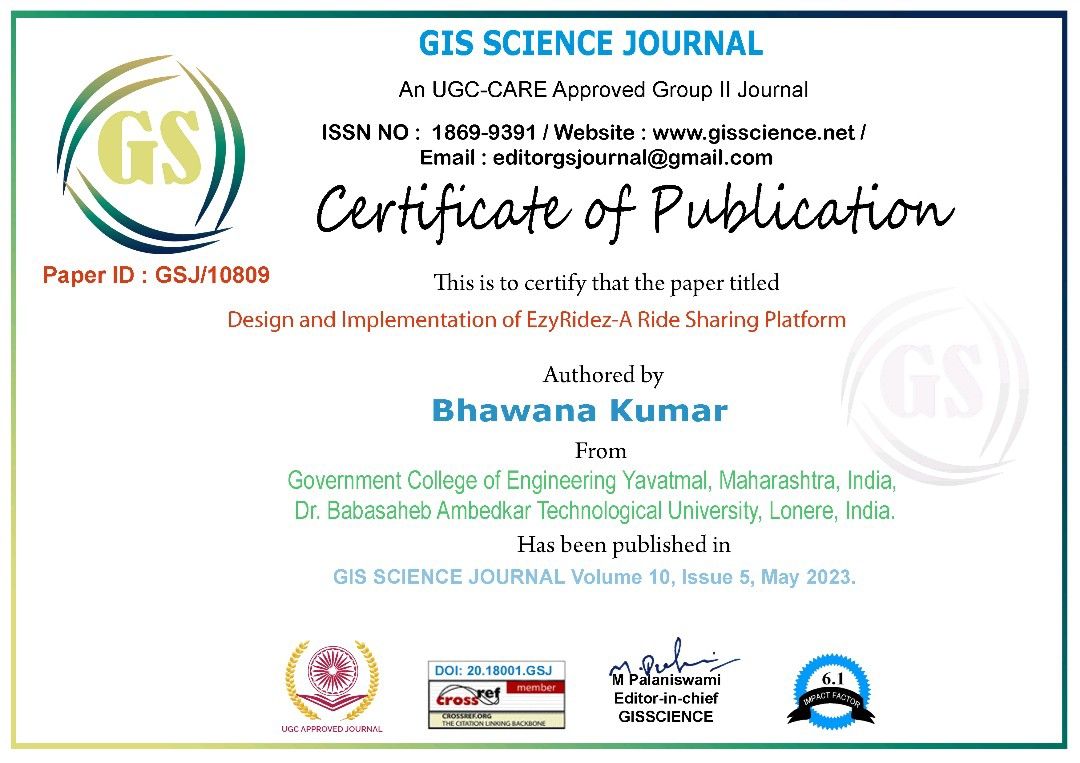 GIS SCIENCE JOURNAL
An UGC-CARE Approved Group II Journal
ISSN NO : 1869-9391 / Website : www.gisscience.net /
Email : editorgsjournal@gmail.com
GS
Certificate of Publication
Paper ID : GSJ/10809
This is to certify that the paper titled
Design and Implementation of EzyRidez-A Ride Sharing Platform
GS
Authored by
Bhawana Kumar
From
Government College of Engineering Yavatmal, Maharashtra, India,
Dr. Babasaheb Ambedkar Technological University, Lonere, India.
Has been published in
GIS SCIENCE JOURNAL Volume 10, Issue 5, May 2023.
UGC APPROVED JOURNAL
DOI: 20.18001.GSJ
crossref member
CROSSREF.ORG
THE CITATION LINKING BACKBONE
M Palaniswami
Editor-in-chief
GISSCIENCE
6.1
IMPACT FACTOR